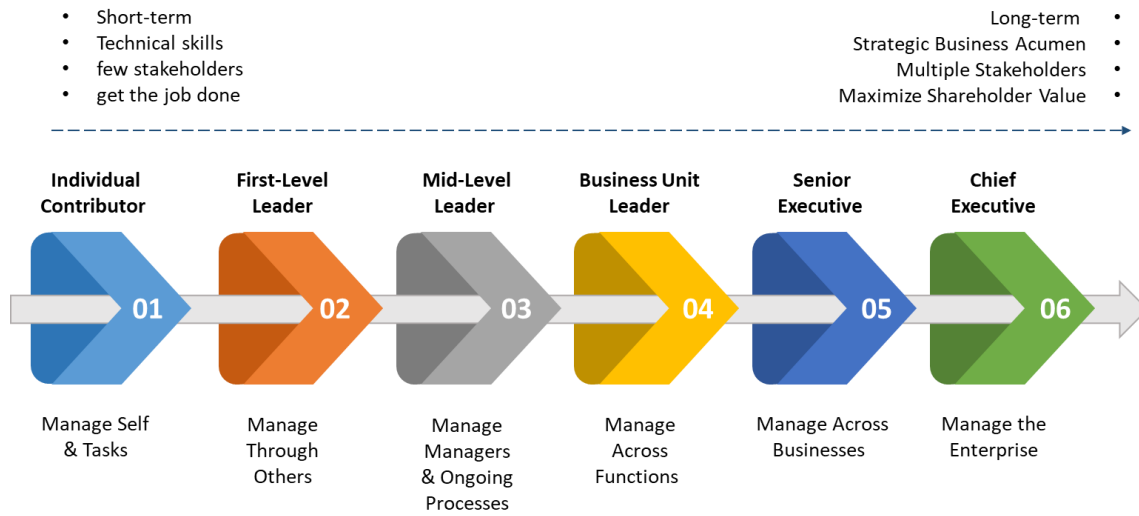 • Short-term
• Technical skills
• few stakeholders
• get the job done
Long-term •
Strategic Business Acumen •
Multiple Stakeholders •
Maximize Shareholder Value •
Individual
Contributor
First-Level
Leader
Mid-Level
Leader
Business Unit
Leader
Senior
Executive
Chief
Executive
01
02
03
04
05
06
Manage Self
& Tasks
Manage
Through
Others
Manage
Managers
& Ongoing
Processes
Manage
Across
Functions
Manage Across
Businesses
Manage the
Enterprise